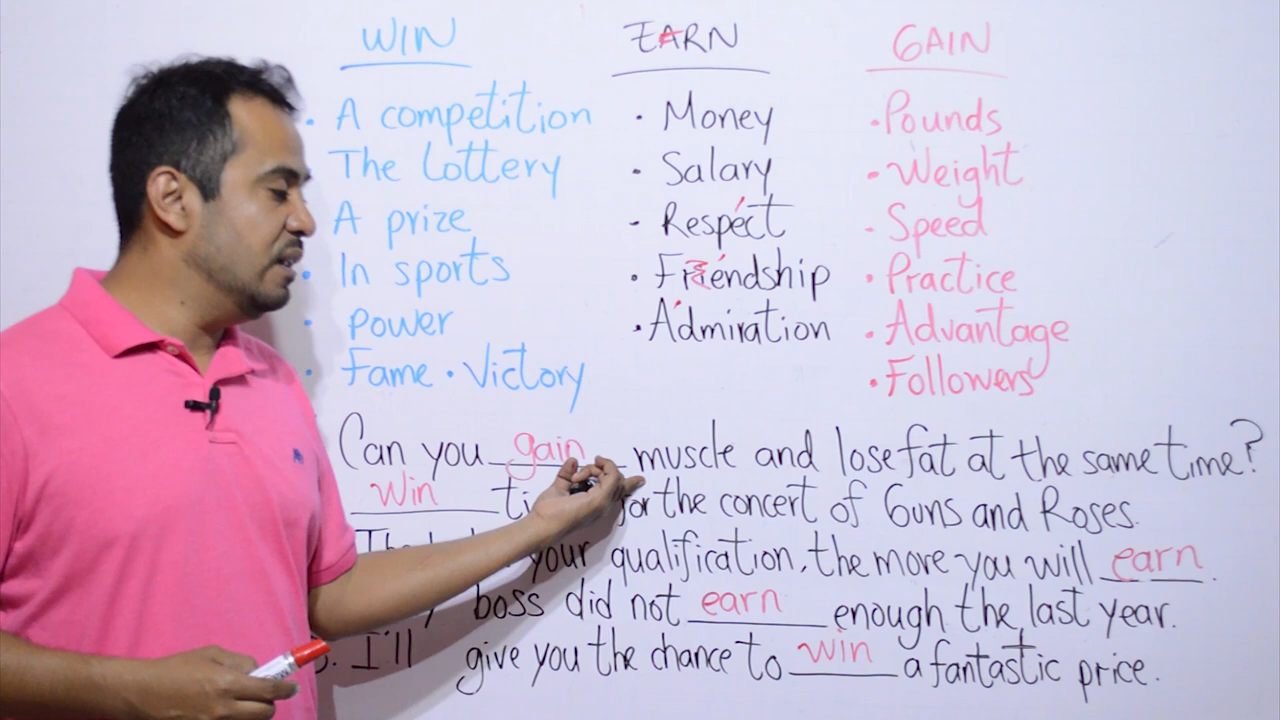 WIN
• A competition
The Lottery
A prize
• In sports
• Power
• Fame • Victory
EARN
• Money
• Salary
- Respect
• Friendship
• Admiration
GAIN
• Pounds
• Weight
- Speed
• Practice
• Advantage
• Followers
Can you gain muscle and lose fat at the same time?
Win for the concert of Guns and Roses.
your qualification, the more you will earn.
boss did not earn enough the last year.
I'll give you the chance to win a fantastic price.